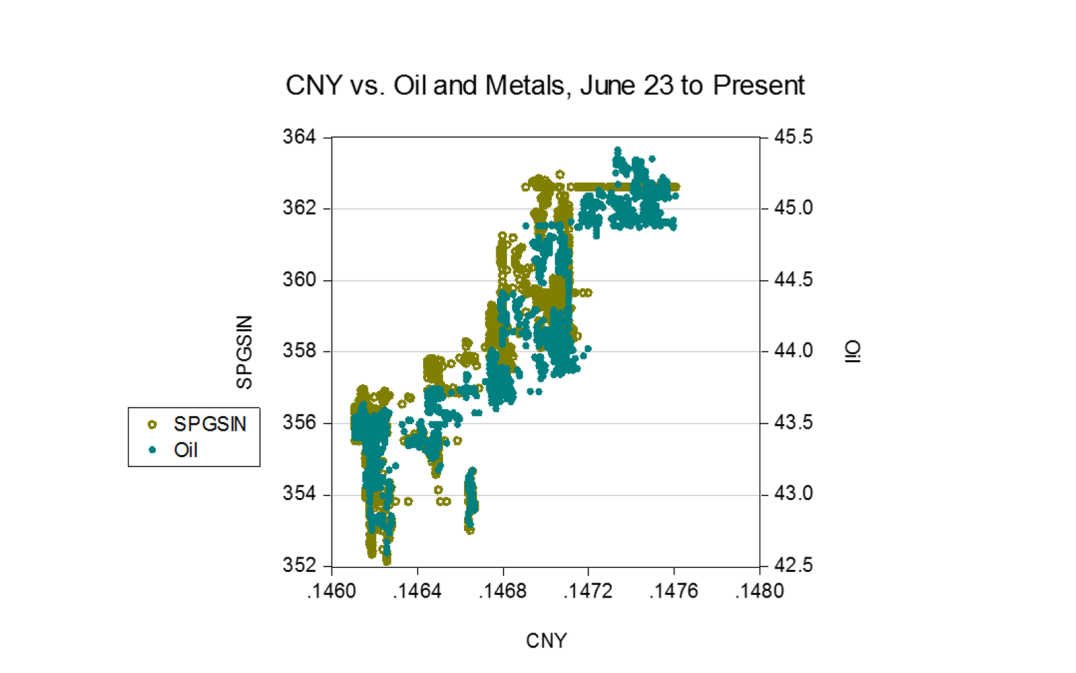 CNY vs. Oil and Metals, June 23 to Present
364
362
360
358
356
354
352
SPGSIN
45.5
45.0
44.5
44.0
43.5
43.0
42.5
Oil
SPGSIN
Oil
.1460 .1464 .1468 .1472 .1476 .1480
CNY